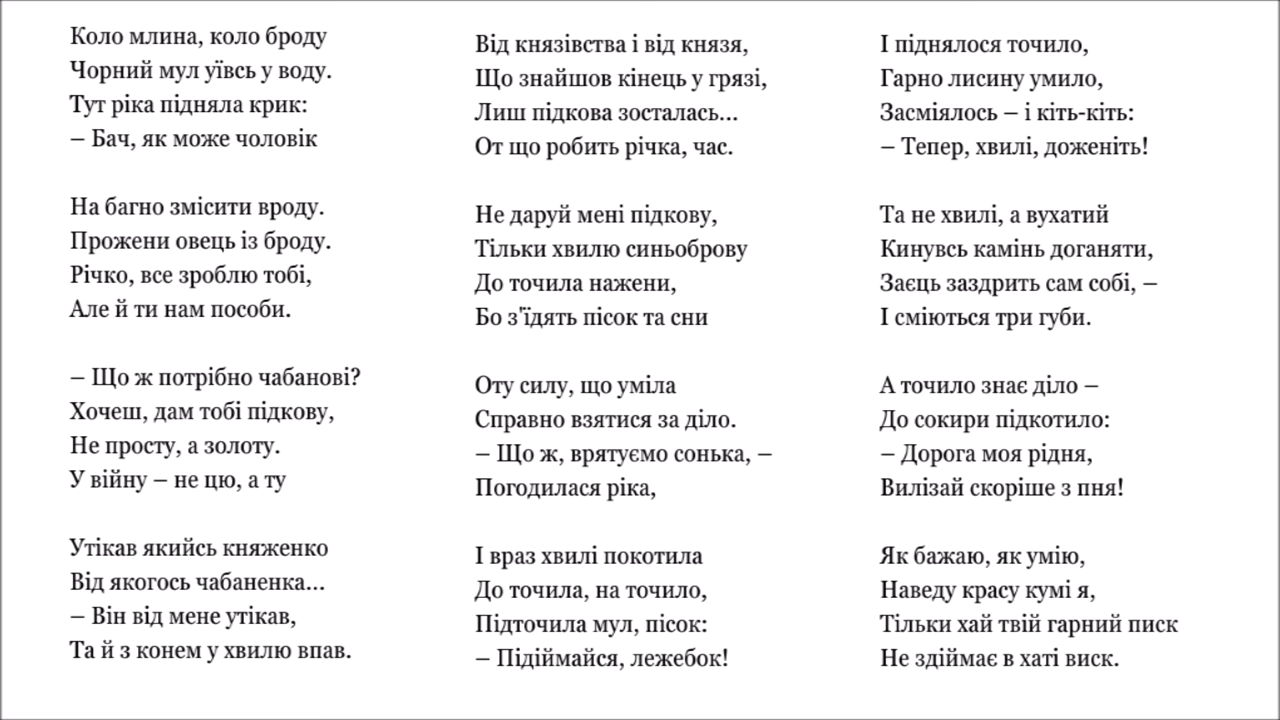 Коло млина, коло броду
Чорний мул уївсь у воду.
Тут ріка підняла крик:
– Бач, як може чоловік

На багно змісити вроду.
Прожени овець із броду.
Річко, все зроблю тобі,
Але й ти нам пособи.

– Що ж потрібно чабанові?
Хочеш, дам тобі підкову,
Не просту, а золоту.
У війну – не цю, а ту

Утікав якийсь княженко
Від якогось чабаненка...
– Він від мене утікав,
Та й з конем у хвилю впав.

Від князівства і від князя,
Що знайшов кінець у грязі,
Лиш підкова зосталась...
От що робить річка, час.

Не даруй мені підкову,
Тільки хвилю синьоброву
До точила нажени,
Бо з'їдять пісок та сни

Оту силу, що уміла
Справно взятися за діло.
– Що ж, врятуємо сонька, –
Погодилася ріка,

І враз хвилі покотила
До точила, на точило,
Підточила мул, пісок:
– Підіймайся, лежебок!

І піднялося точило,
Гарно лисину умило,
Засміялось – і кіть-кіть:
– Тепер, хвилі, доженіть!

Та не хвилі, а вухатий
Кинувсь камінь доганяти,
Заєць заздрить сам собі, –
І сміються три губи.

А точило знає діло –
До сокири підкотило:
– Дорога моя рідня,
Вилізай скоріше з пня!

Як бажаю, як умію,
Наведу красу кумі я,
Тільки хай твій гарний писк
Не здіймає в хаті виск.